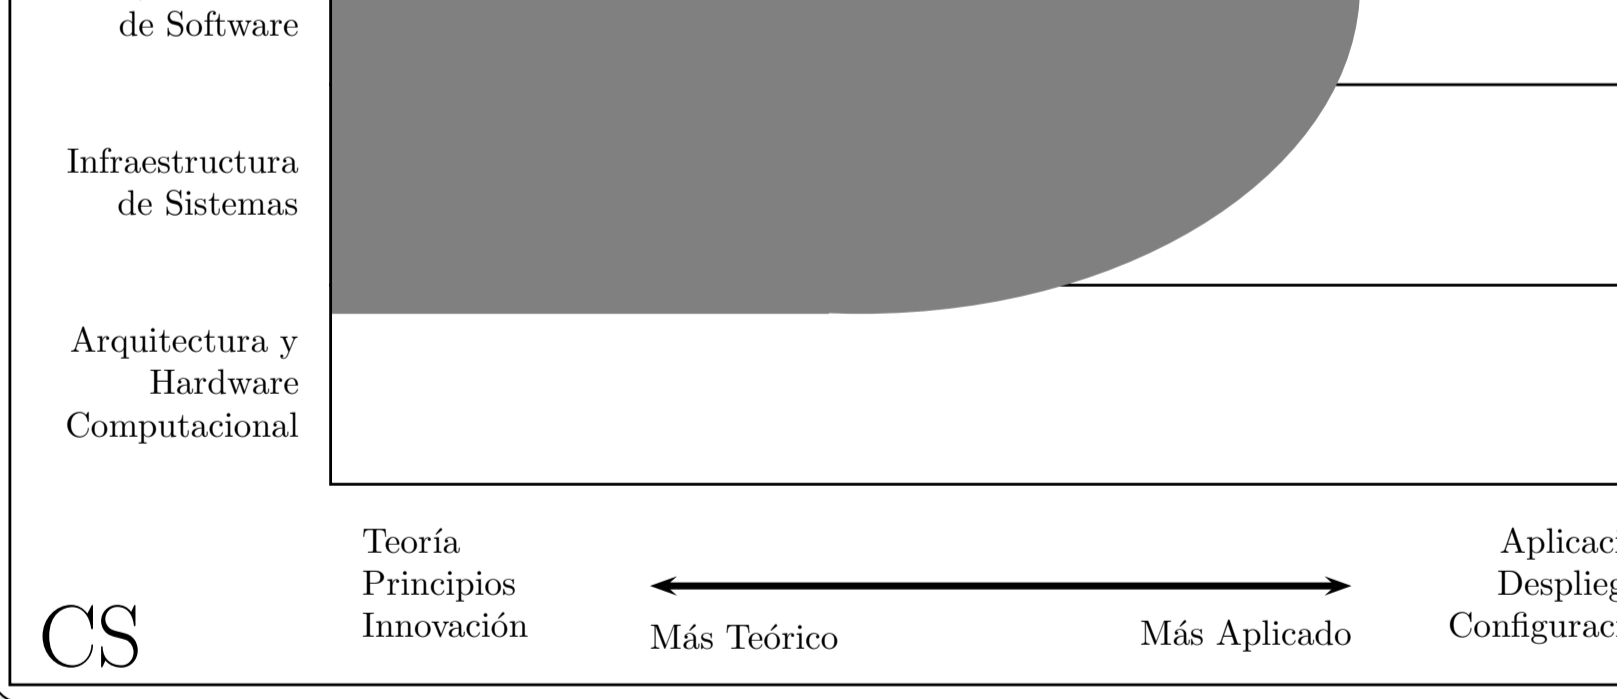 de Software
Infraestructura
de Sistemas
Arquitectura y
Hardware
Computacional
Teoría
Principios
Innovación
Más Teórico
Más Aplicado
CS